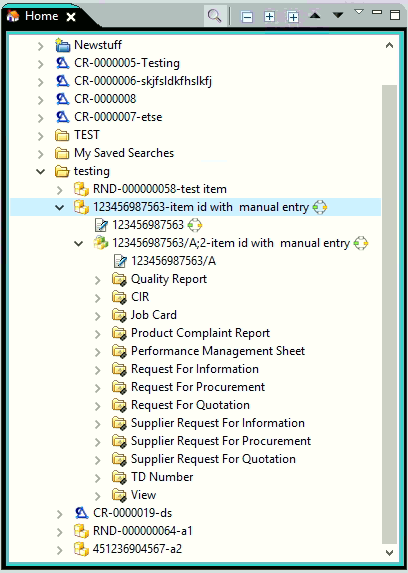 Home
Newstuff
CR-0000005-Testing
CR-0000006-skjfsldkfhslkfj
CR-0000008
CR-0000007-etse
TEST
My Saved Searches
testing
RND-000000058-test item
123456987563-item id with  manual entry
123456987563
123456987563/A;2-item id with  manual entry
123456987563/A
Quality Report
CIR
Job Card
Product Complaint Report
Performance Management Sheet
Request For Information
Request For Procurement
Request For Quotation
Supplier Request For Information
Supplier Request For Procurement
Supplier Request For Quotation
TD Number
View
CR-0000019-ds
RND-000000064-a1
451236904567-a2